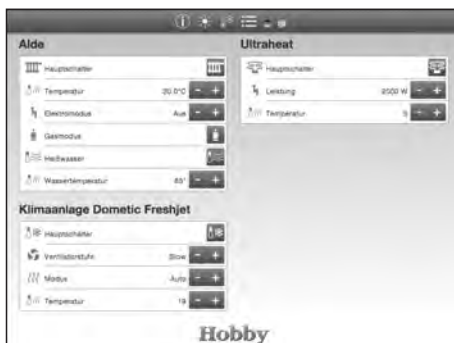 Alde
Hauptschalter
Temperatur 20.0°C - +
Elektromodus Aus - +
Gasmodus
Heißwasser
Wassertemperatur 65° - +
Klimaanlage Dometic Freshjet
Hauptschalter
Ventilatorstufe Slow - +
Modus Auto - +
Temperatur 19 - +
Ultraheat
Hauptschalter
Leistung 2500 W - +
Temperatur 5 - +
Hobby